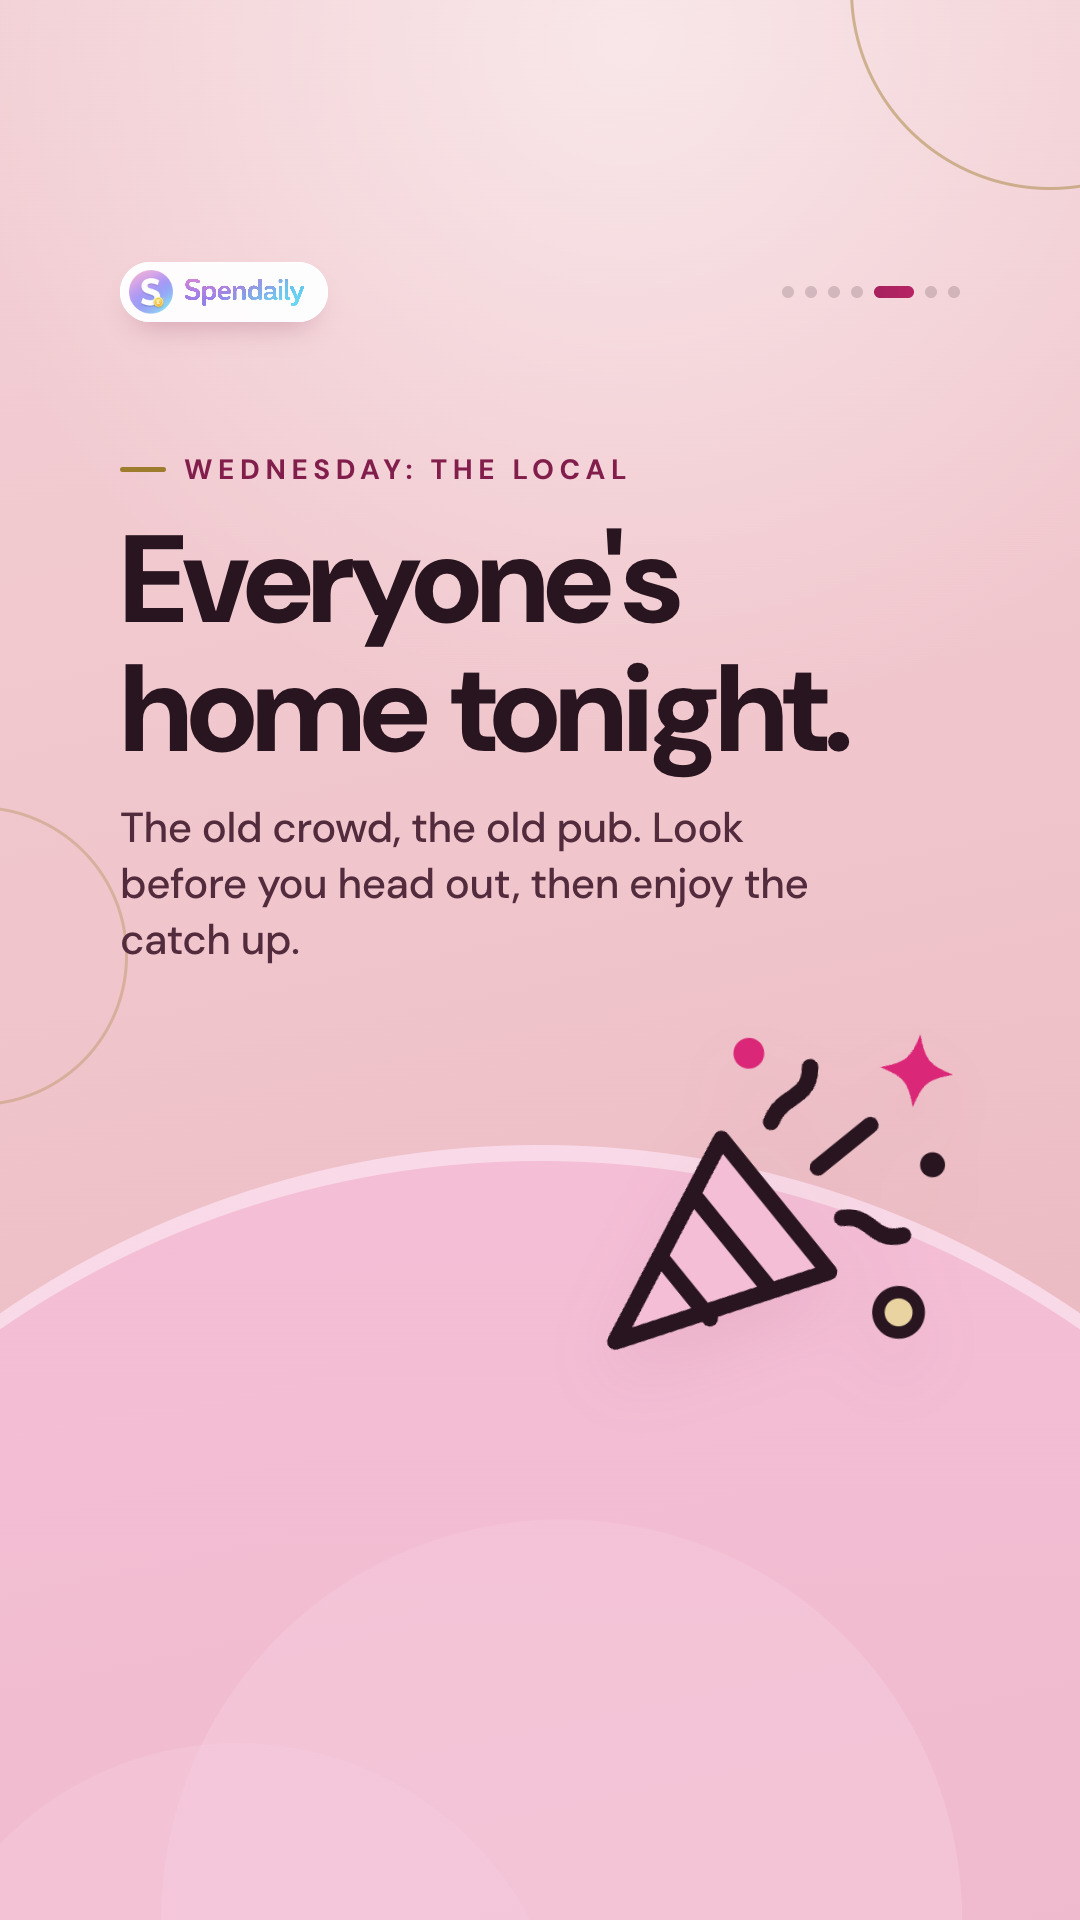 Spendaily
WEDNESDAY: THE LOCAL
Everyone's
home tonight.
The old crowd, the old pub. Look
before you head out, then enjoy the
catch up.